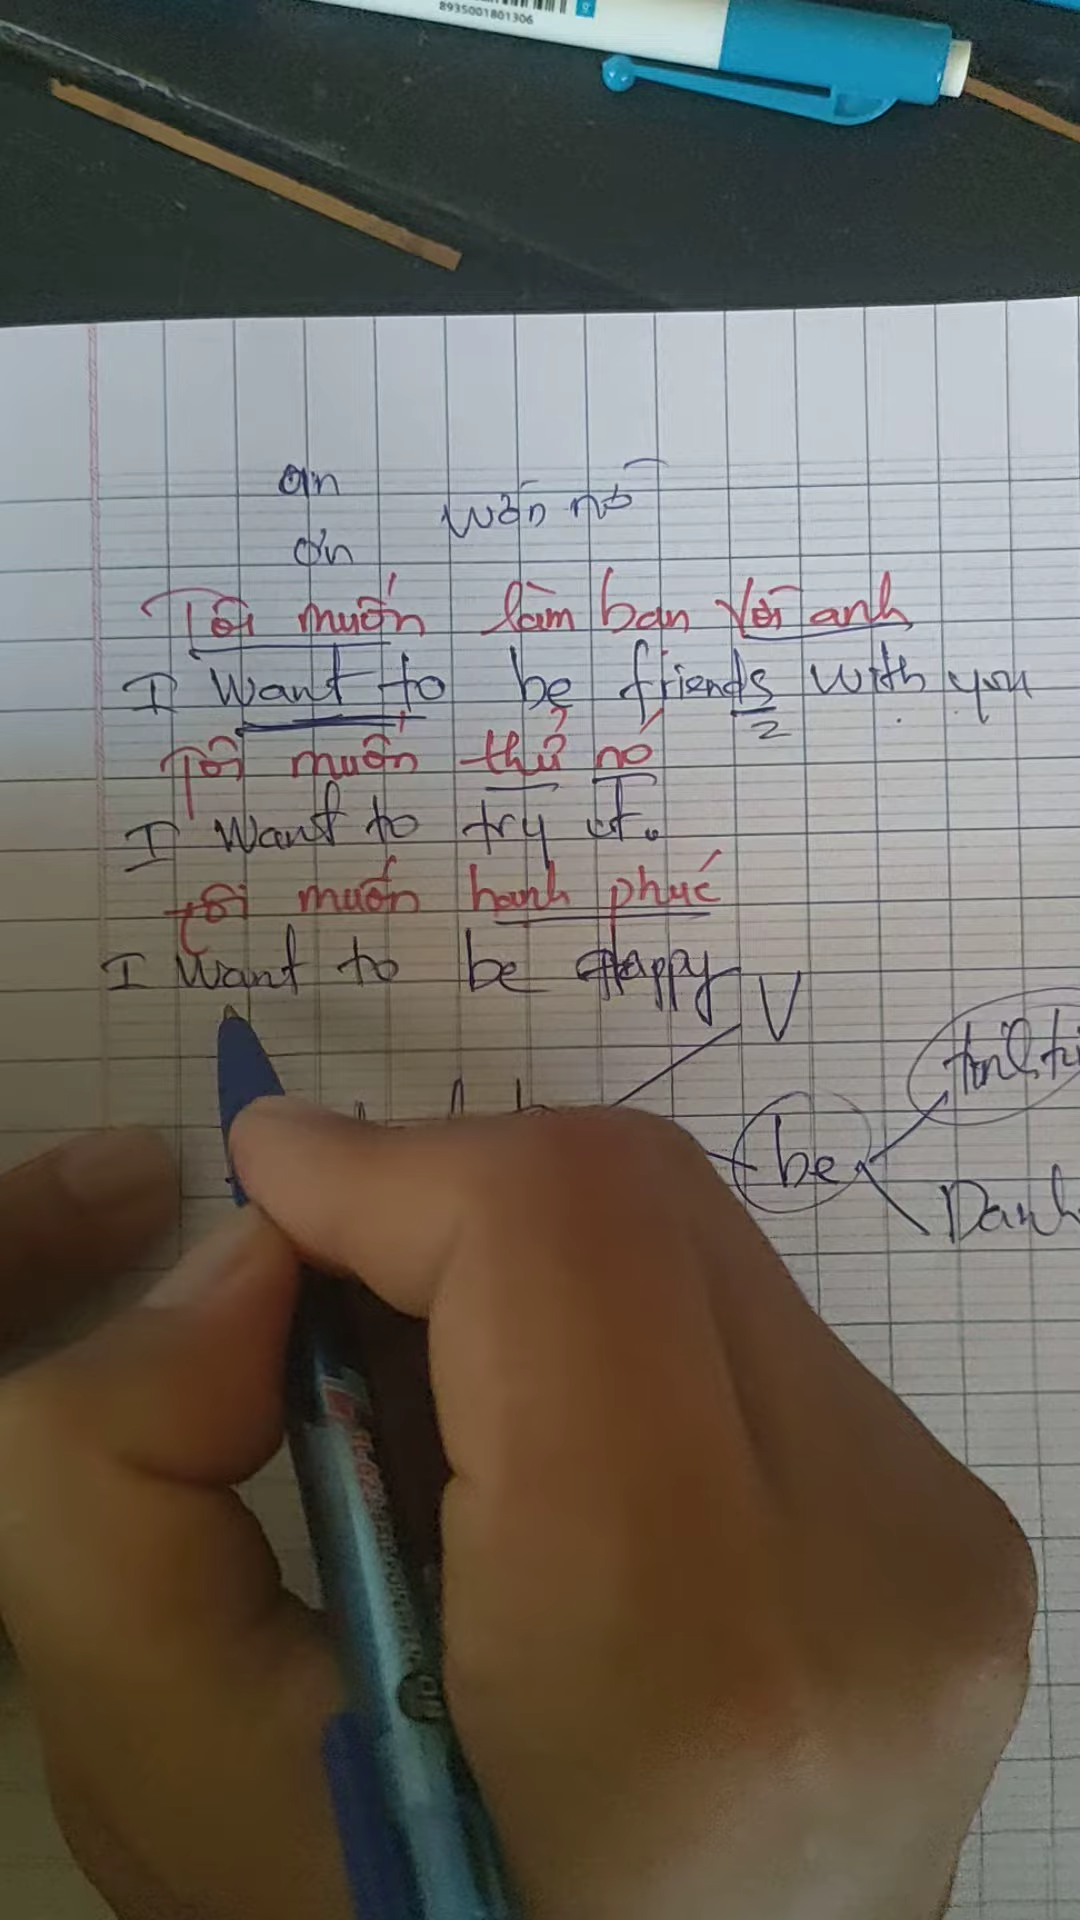 8935001801306
an
wăn nơ
ơn
Tôi muốn làm bạn Với anh
I Want to be friends with you
2
Tôi muốn thử nó
I Want to try it.
tôi muốn hạnh phúc
I Want to be Happy
V
be
Danh